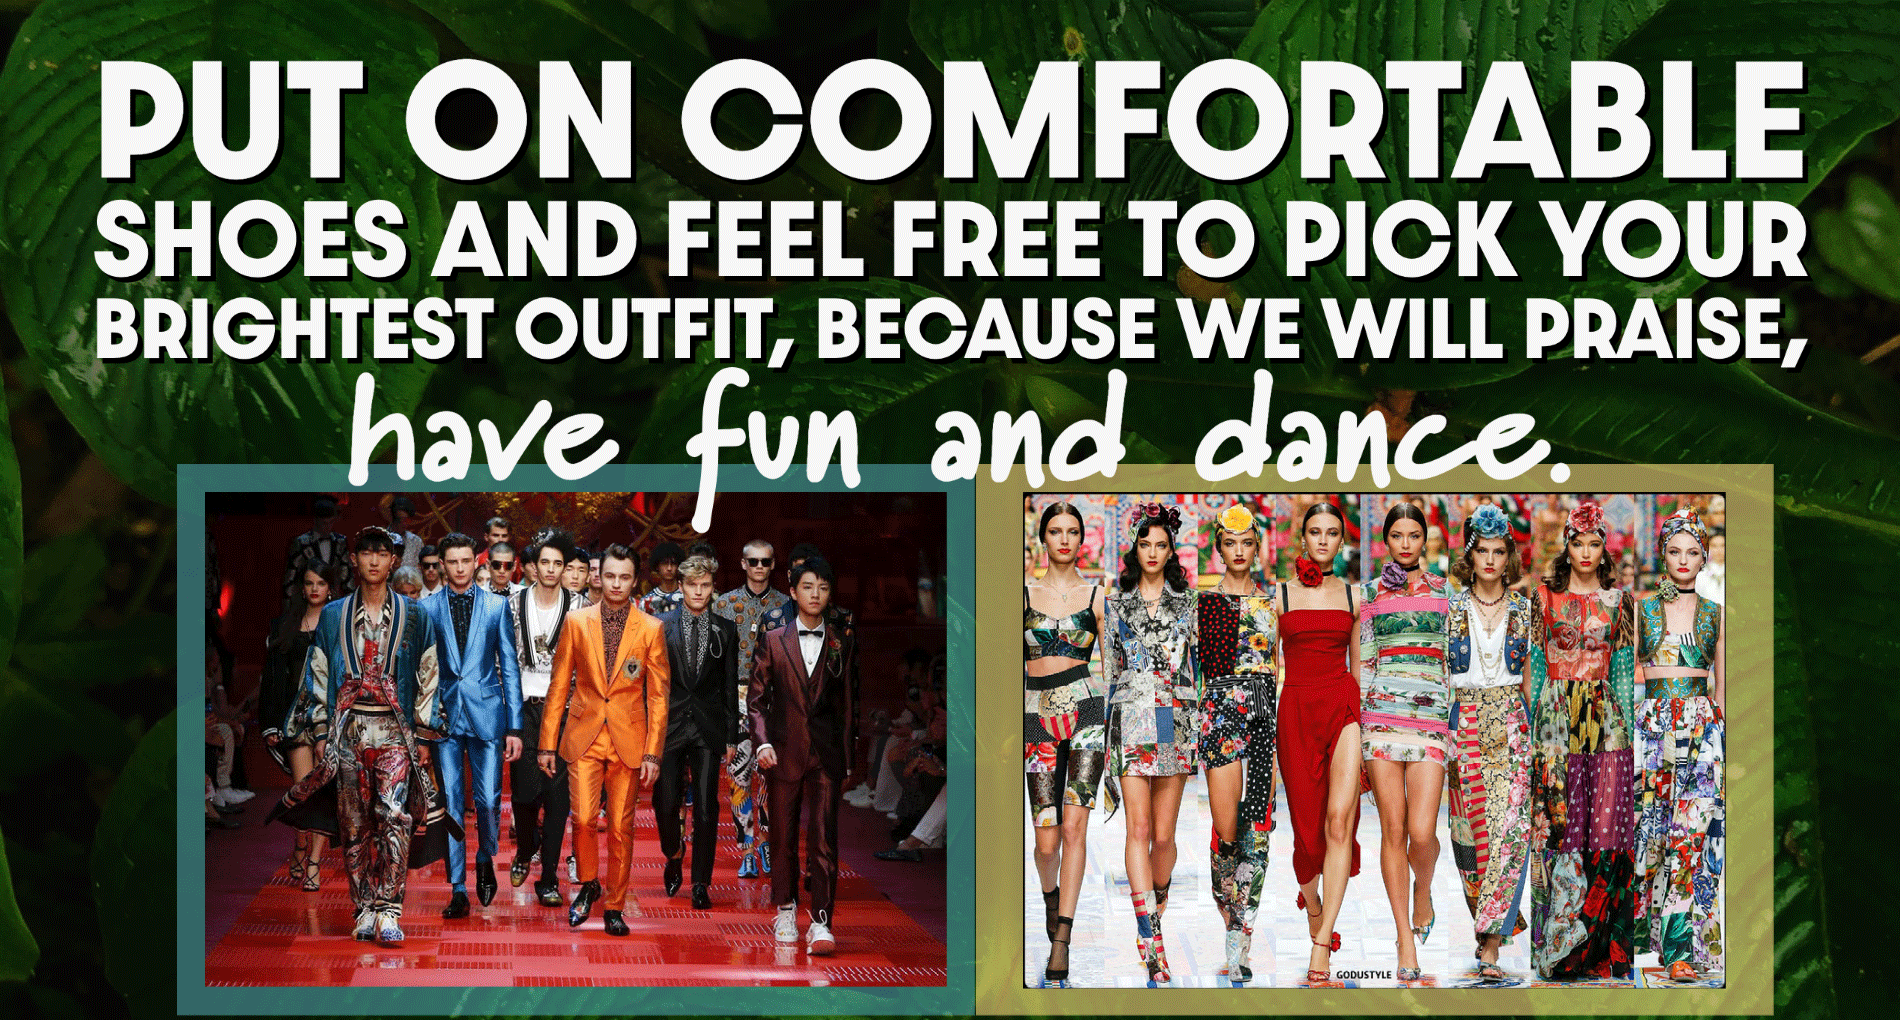 PUT ON COMFORTABLE
SHOES AND FEEL FREE TO PICK YOUR
BRIGHTEST OUTFIT, BECAUSE WE WILL PRAISE,
have fun and dance.
GODUSTYLE